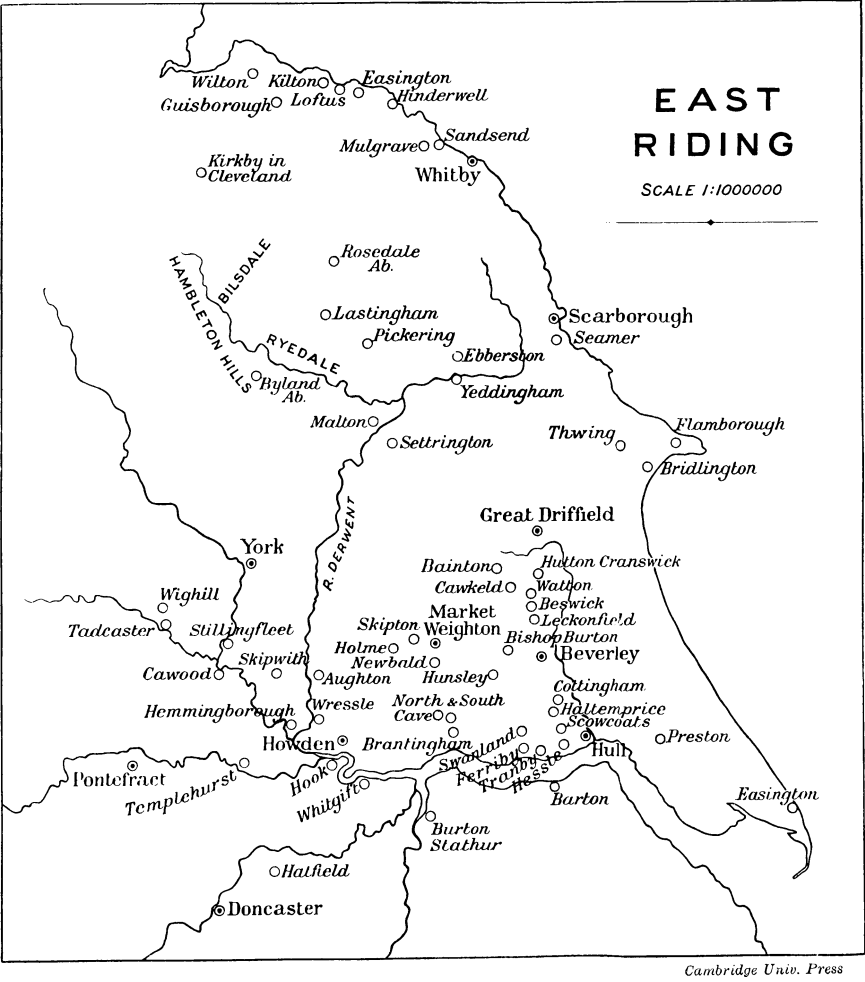 EAST
RIDING
SCALE 1:1000000
Wilton
Kilton
Easington
Guisborough
Loftus
Hinderwell
Mulgrave
Sandsend
Whitby
Kirkby in
Cleveland
BILSDALE
HAMBLETON HILLS
Rosedale
Ab.
Lastingham
Pickering
RYEDALE
Scarborough
Seamer
Ebberston
Byland
Ab.
Yeddingham
Malton
Settrington
Thwing
Flamborough
Bridlington
R. DERWENT
Great Driffield
York
Bainton
Hutton Cranswick
Cawkeld
Watton
Wighill
Beswick
Market
Weighton
Leckonfield
Tadcaster
Stillingfleet
Skipton
Bishop Burton
Holme
Beverley
Skipwith
Newbald
Cawood
Aughton
Hunsley
Cottingham
Hemmingborough
Wressle
North & South
Cave
Haltemprice
Scowcoats
Howden
Brantingham
Swanland
Ferriby
Tranby
Hessle
Hull
Preston
Pontefract
Templehurst
Hook
Whitgift
Barton
Easington
Burton
Stathur
Hatfield
Doncaster
Cambridge Univ. Press